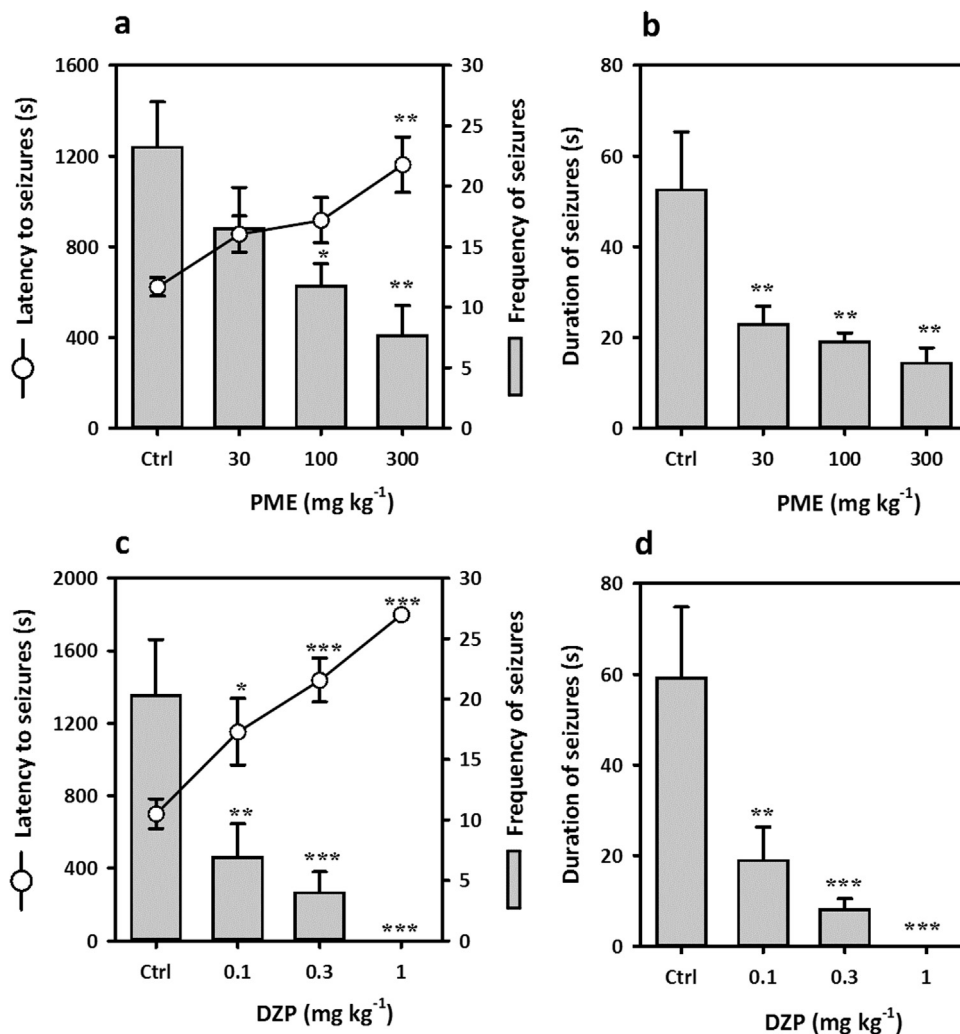 a
1600
1200
800
400
0
Latency to seizures (s)
30
25
20
15
10
5
0
Frequency of seizures
**
*
**
Ctrl 30 100 300
PME (mg kg⁻¹)
b
80
60
40
20
0
Duration of seizures (s)
** ** **
Ctrl 30 100 300
PME (mg kg⁻¹)
c
2000
1600
1200
800
400
0
Latency to seizures (s)
30
25
20
15
10
5
0
Frequency of seizures
***
***
*
**
***
***
Ctrl 0.1 0.3 1
DZP (mg kg⁻¹)
d
80
60
40
20
0
Duration of seizures (s)
**
***
***
Ctrl 0.1 0.3 1
DZP (mg kg⁻¹)